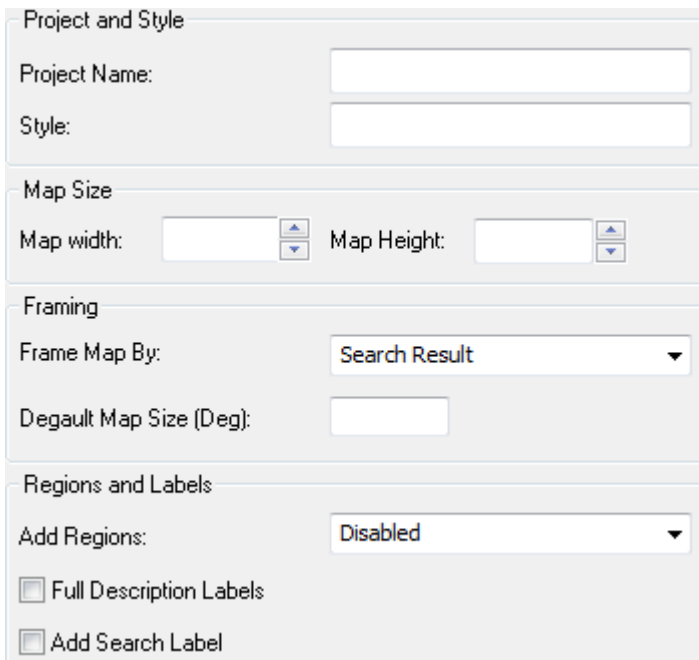 Project and Style
Project Name:
Style:
Map Size
Map width: Map Height:
Framing
Frame Map By: Search Result
Degault Map Size (Deg):
Regions and Labels
Add Regions: Disabled
Full Description Labels
Add Search Label